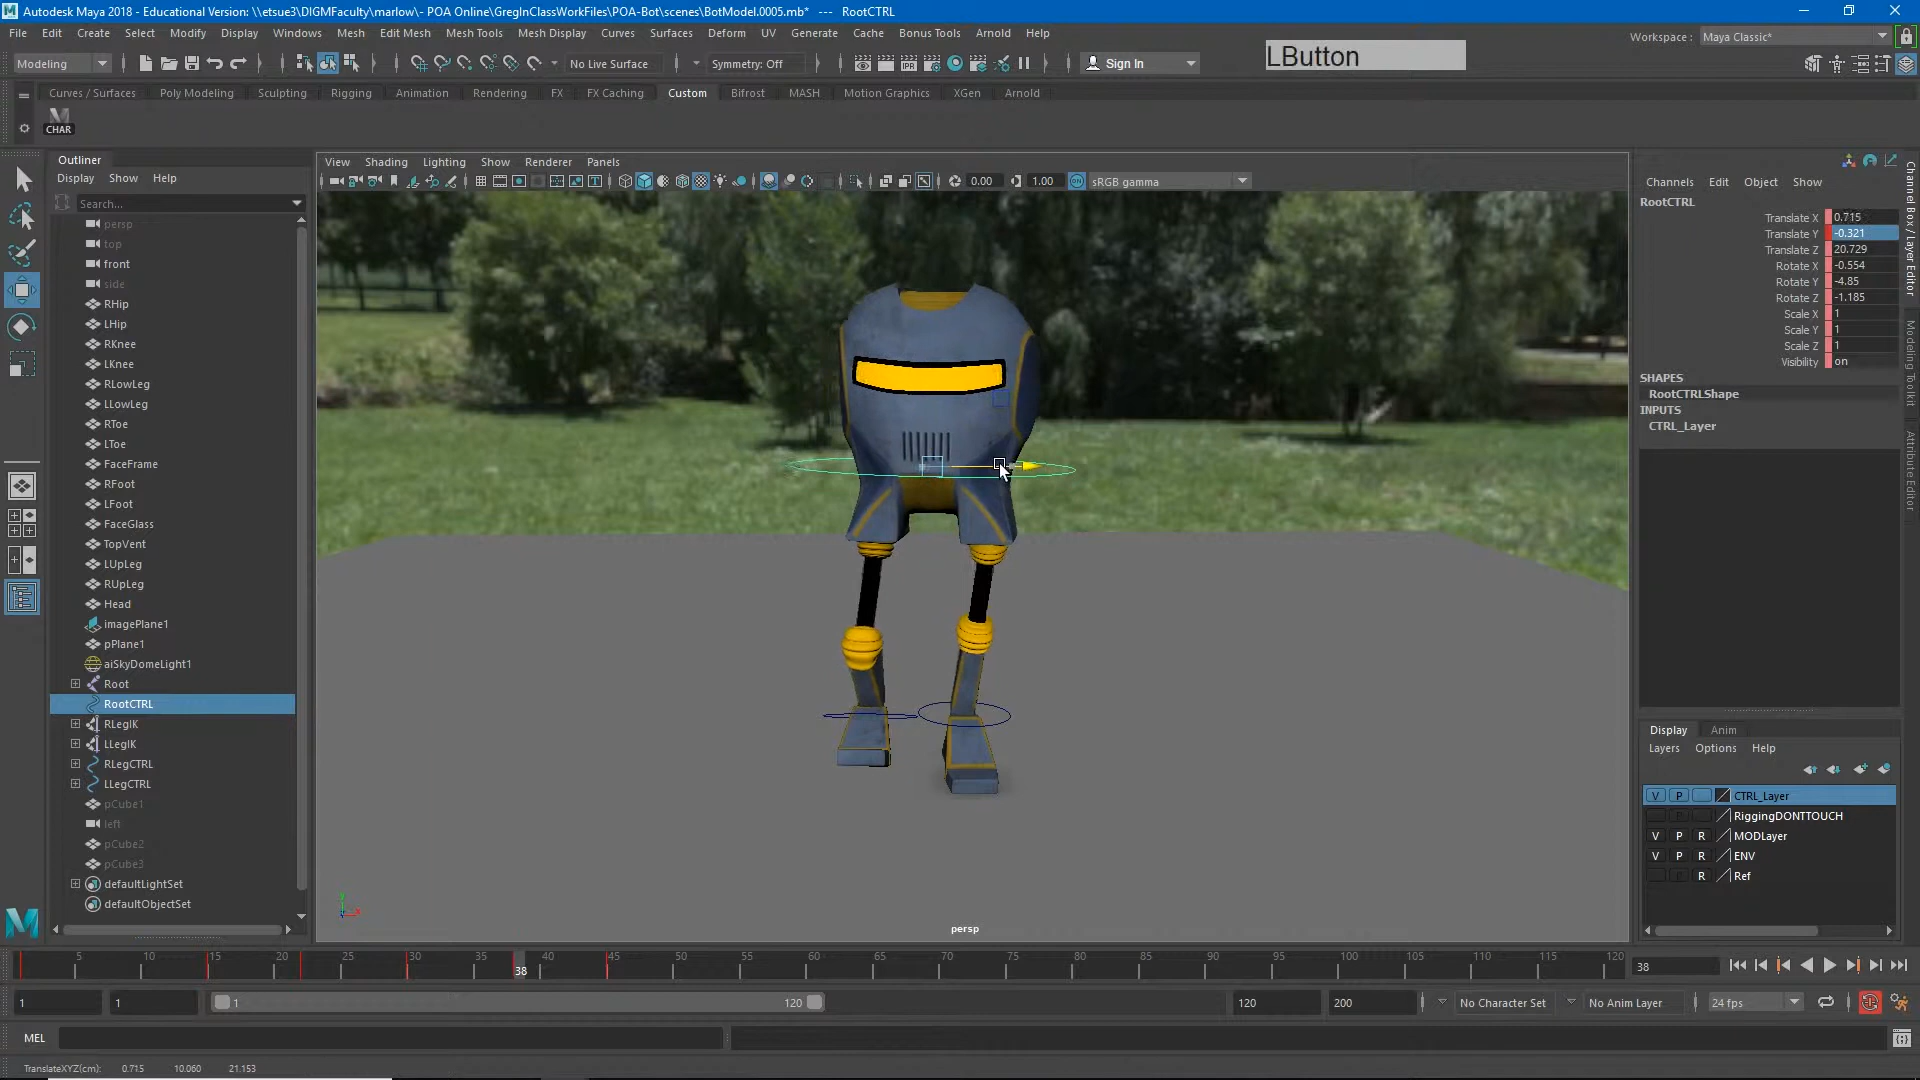 Autodesk Maya 2018 - Educational Version: \\etsue3\DIGMFaculty\marlow\- POA Online\GregInClassWorkFiles\POA-Bot\scenes\BotModel.0005.mb* --- RootCTRL
File Edit Create Select Modify Display Windows Mesh Edit Mesh Mesh Tools Mesh Display Curves Surfaces Deform UV Generate Cache Bonus Tools Arnold Help
Workspace : Maya Classic*
LButton
Modeling
No Live Surface
Symmetry: Off
Sign In
Curves / Surfaces Poly Modeling Sculpting Rigging Animation Rendering FX FX Caching Custom Bifrost MASH Motion Graphics XGen Arnold
CHAR
Outliner
Display Show Help
Search...
persp
top
front
side
RHip
LHip
RKnee
LKnee
RLowLeg
LLowLeg
RToe
LToe
FaceFrame
RFoot
LFoot
FaceGlass
TopVent
LUpLeg
RUpLeg
Head
imagePlane1
pPlane1
aiSkyDomeLight1
Root
RootCTRL
RLegIK
LLegIK
RLegCTRL
LLegCTRL
pCube1
left
pCube2
pCube3
defaultLightSet
defaultObjectSet
View Shading Lighting Show Renderer Panels
0.00 1.00 ON sRGB gamma
persp
Channels Edit Object Show
RootCTRL
Translate X 0.715
Translate Y -0.321
Translate Z 20.729
Rotate X -0.554
Rotate Y -4.85
Rotate Z -1.185
Scale X 1
Scale Y 1
Scale Z 1
Visibility on
SHAPES
RootCTRLShape
INPUTS
CTRL_Layer
Channel Box / Layer Editor
Modeling Toolkit
Attribute Editor
Display Anim
Layers Options Help
V P CTRL_Layer
P RiggingDONTTOUCH
V P R MODLayer
V P R ENV
P R Ref
5 10 15 20 25 30 35 38 40 45 50 55 60 65 70 75 80 85 90 95 100 105 110 115 120
38
1 1 1 120 120 200 No Character Set No Anim Layer 24 fps
MEL
TranslateXYZ(cm): 0.715 10.060 21.153